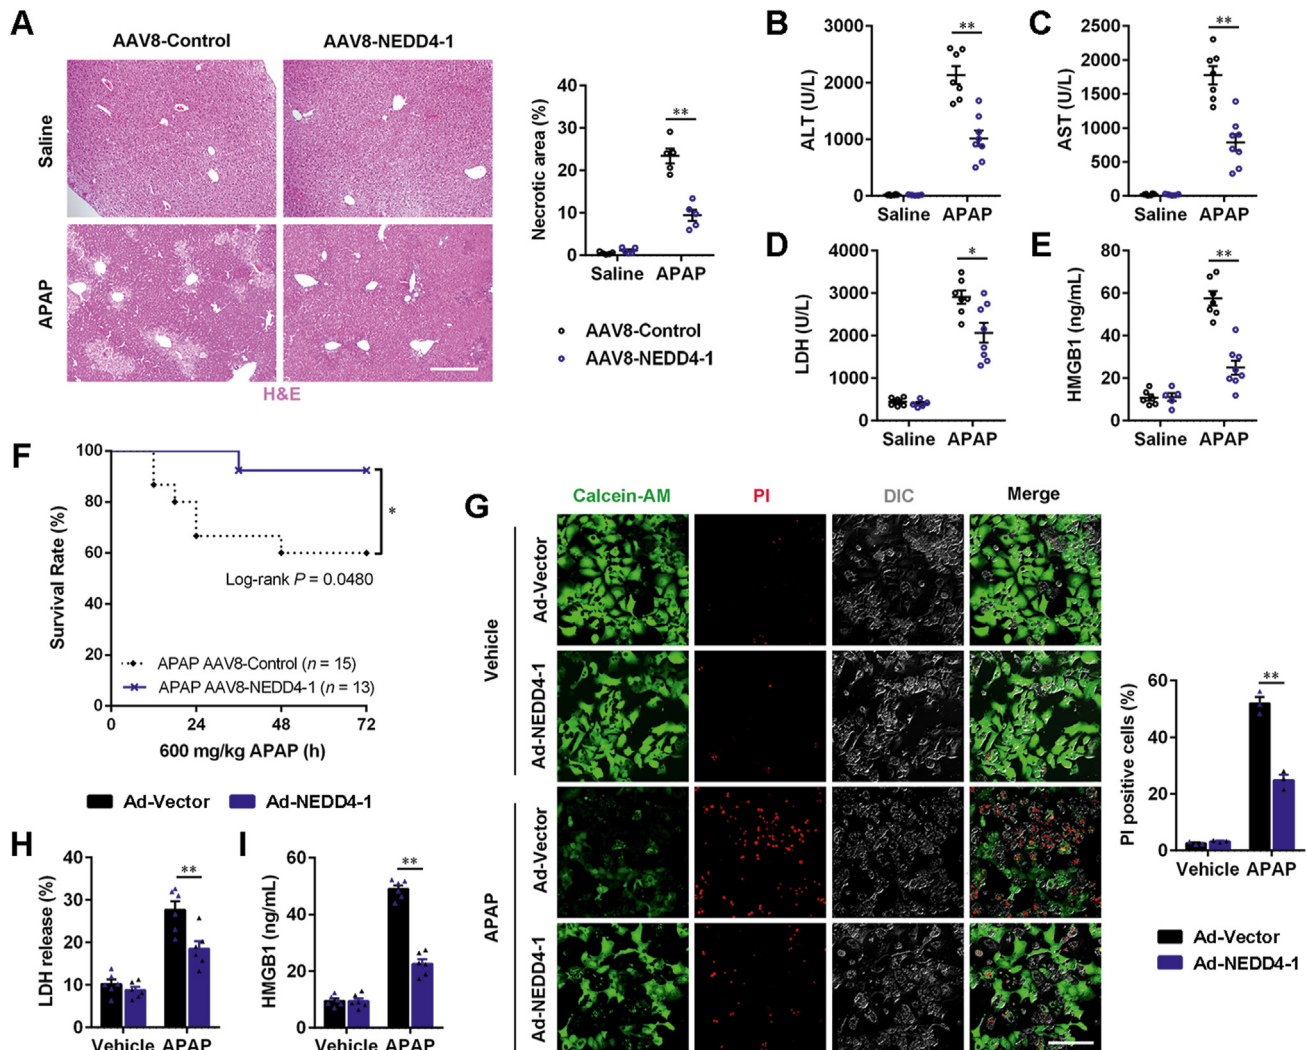 A
AAV8-Control
AAV8-NEDD4-1
Saline
APAP
H&E
Necrotic area (%)
40
30
20
10
0
**
Saline
APAP
AAV8-Control
AAV8-NEDD4-1
B
ALT (U/L)
3000
2000
1000
0
**
Saline
APAP
C
AST (U/L)
2500
2000
1500
1000
500
0
**
Saline
APAP
D
LDH (U/L)
4000
3000
2000
1000
0
*
Saline
APAP
E
HMGB1 (ng/mL)
80
60
40
20
0
**
Saline
APAP
F
Survival Rate (%)
100
80
60
40
20
0
*
Log-rank P = 0.0480
APAP AAV8-Control (n = 15)
APAP AAV8-NEDD4-1 (n = 13)
0
24
48
72
600 mg/kg APAP (h)
G
Calcein-AM
PI
DIC
Merge
Vehicle
Ad-Vector
Ad-NEDD4-1
APAP
Ad-Vector
Ad-NEDD4-1
PI positive cells (%)
60
40
20
0
**
Vehicle
APAP
Ad-Vector
Ad-NEDD4-1
Ad-Vector
Ad-NEDD4-1
H
LDH release (%)
40
30
20
10
0
**
Vehicle
APAP
I
HMGB1 (ng/mL)
60
40
20
0
**
Vehicle
APAP